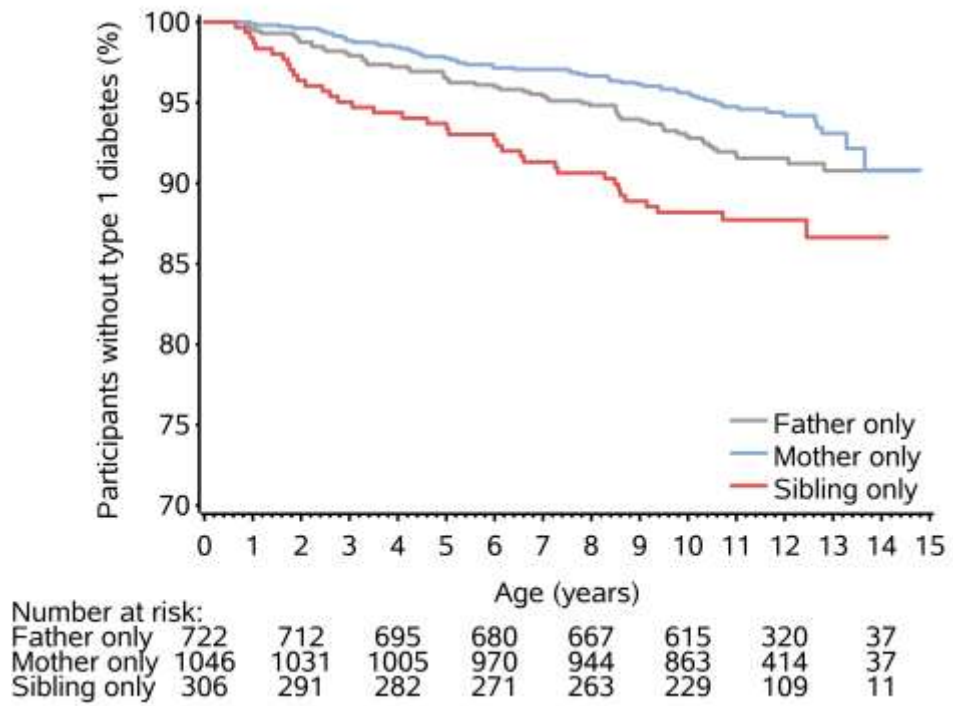 Participants without type 1 diabetes (%)
100
95
90
85
80
75
70
Father only
Mother only
Sibling only
0 1 2 3 4 5 6 7 8 9 10 11 12 13 14 15
Age (years)
Number at risk:
Father only 722 712 695 680 667 615 320 37
Mother only 1046 1031 1005 970 944 863 414 37
Sibling only 306 291 282 271 263 229 109 11